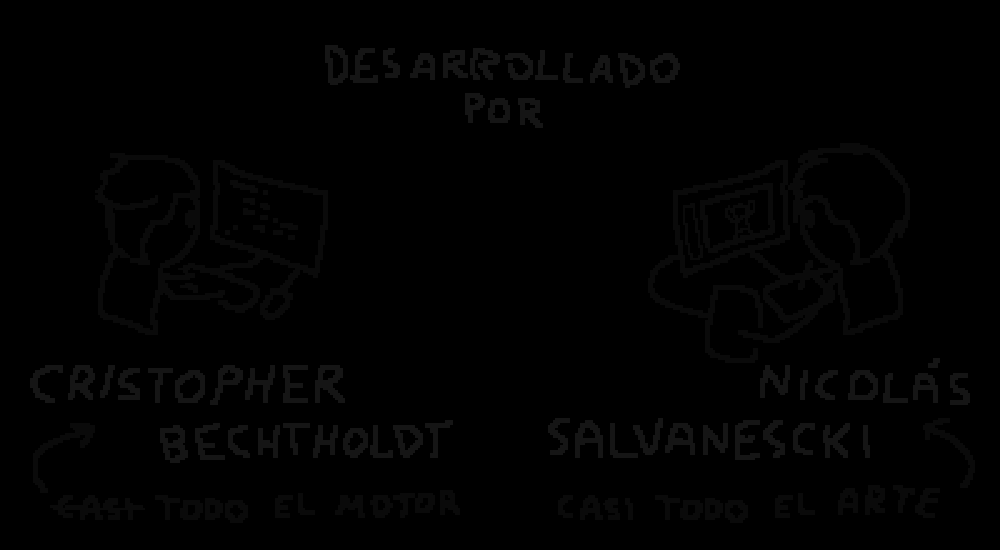 DESARROLLADO
POR
CRISTOPHER
BECHTHOLDT
CASI TODO EL MOTOR
NICOLÁS
SALVANESCKI
CASI TODO EL ARTE